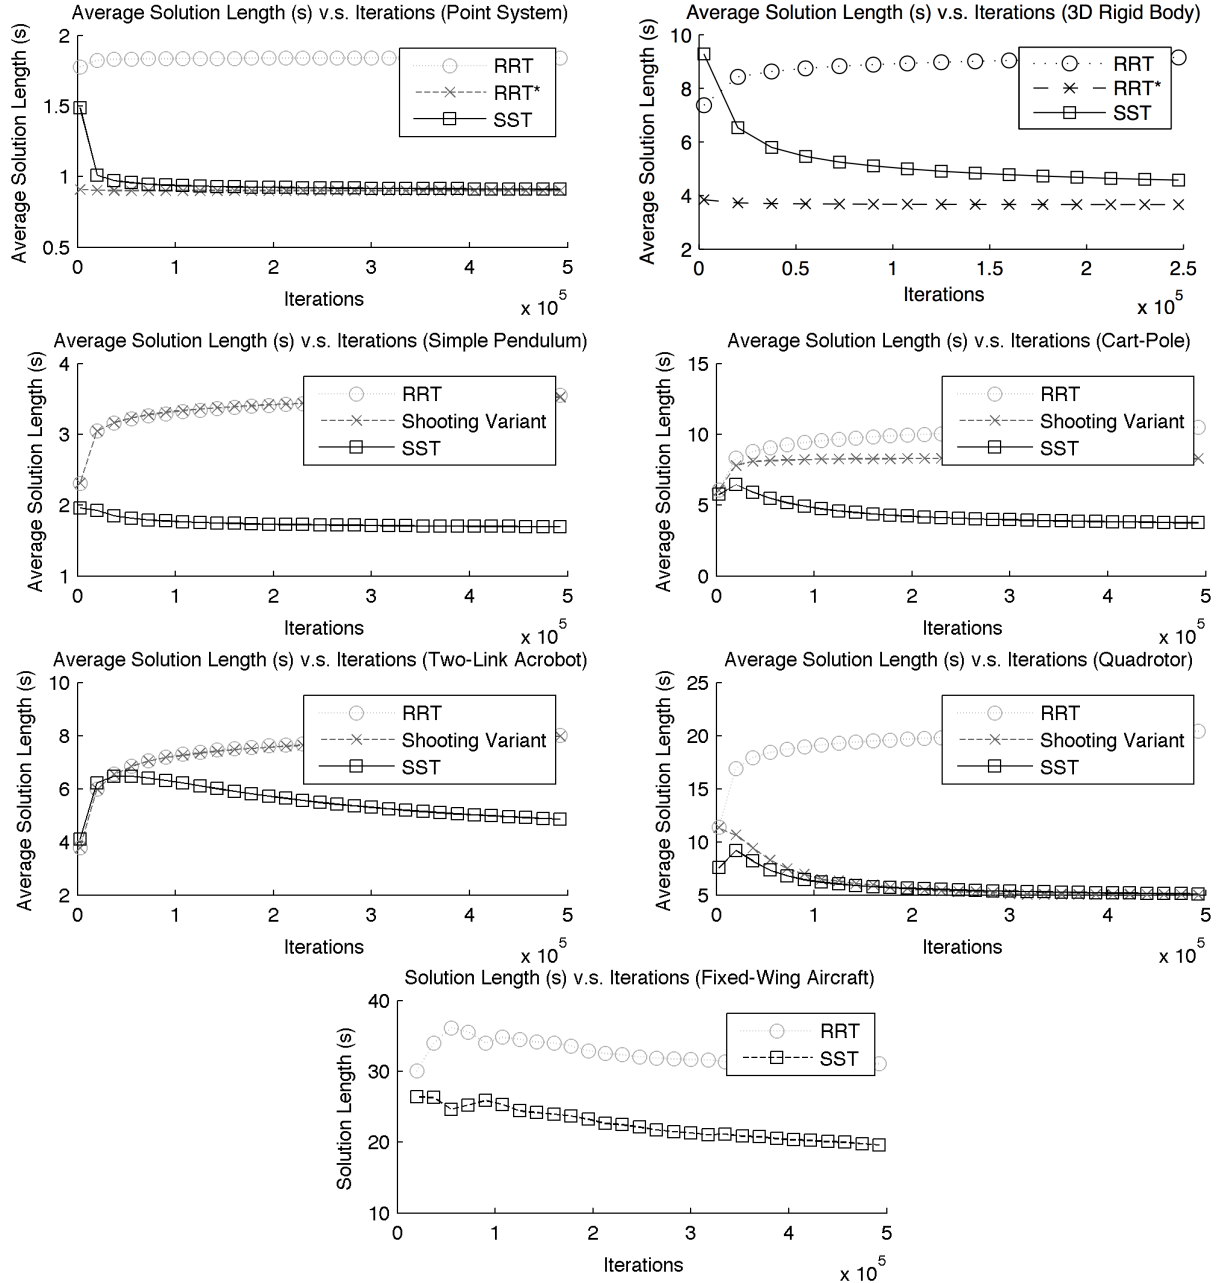 Average Solution Length (s) v.s. Iterations (Point System)
Average Solution Length (s)
2
1.5
1
0.5
RRT
RRT*
SST
0 1 2 3 4 5
Iterations
x 10^5
Average Solution Length (s) v.s. Iterations (3D Rigid Body)
Average Solution Length (s)
10
8
6
4
2
RRT
RRT*
SST
0 0.5 1 1.5 2 2.5
Iterations
x 10^5
Average Solution Length (s) v.s. Iterations (Simple Pendulum)
Average Solution Length (s)
4
3
2
1
RRT
Shooting Variant
SST
0 1 2 3 4 5
Iterations
x 10^5
Average Solution Length (s) v.s. Iterations (Cart-Pole)
Average Solution Length (s)
15
10
5
0
RRT
Shooting Variant
SST
0 1 2 3 4 5
Iterations
x 10^5
Average Solution Length (s) v.s. Iterations (Two-Link Acrobot)
Average Solution Length (s)
10
8
6
4
2
RRT
Shooting Variant
SST
0 1 2 3 4 5
Iterations
x 10^5
Average Solution Length (s) v.s. Iterations (Quadrotor)
Average Solution Length (s)
25
20
15
10
5
RRT
Shooting Variant
SST
0 1 2 3 4 5
Iterations
x 10^5
Solution Length (s) v.s. Iterations (Fixed-Wing Aircraft)
Solution Length (s)
40
30
20
10
RRT
SST
0 1 2 3 4 5
Iterations
x 10^5